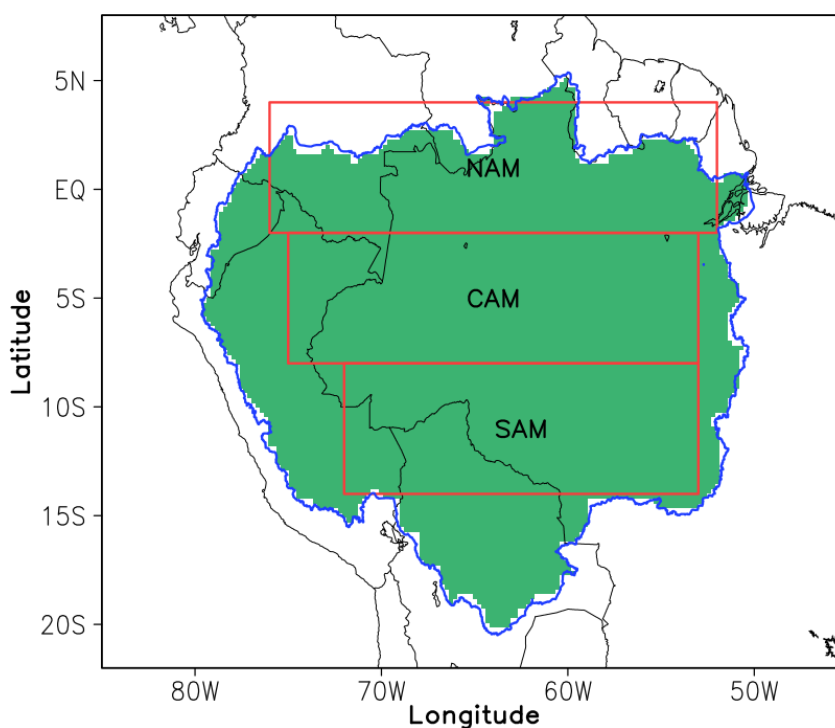 5N
EQ
5S
10S
15S
20S
Latitude
NAM
CAM
SAM
80W 70W 60W 50W
Longitude